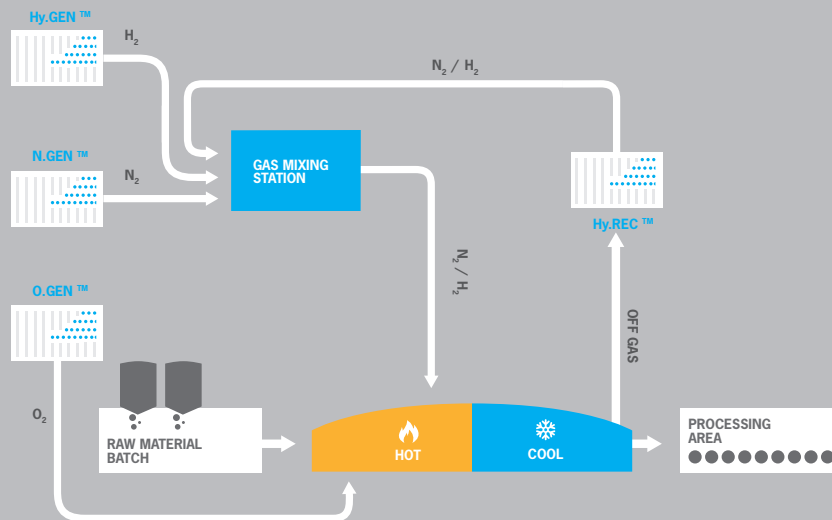 Hy.GEN ™
H₂
N₂ / H₂
N.GEN ™
N₂
GAS MIXING
STATION
Hy.REC ™
N₂ / H₂
O.GEN ™
OFF GAS
O₂
RAW MATERIAL
BATCH
HOT
COOL
PROCESSING
AREA